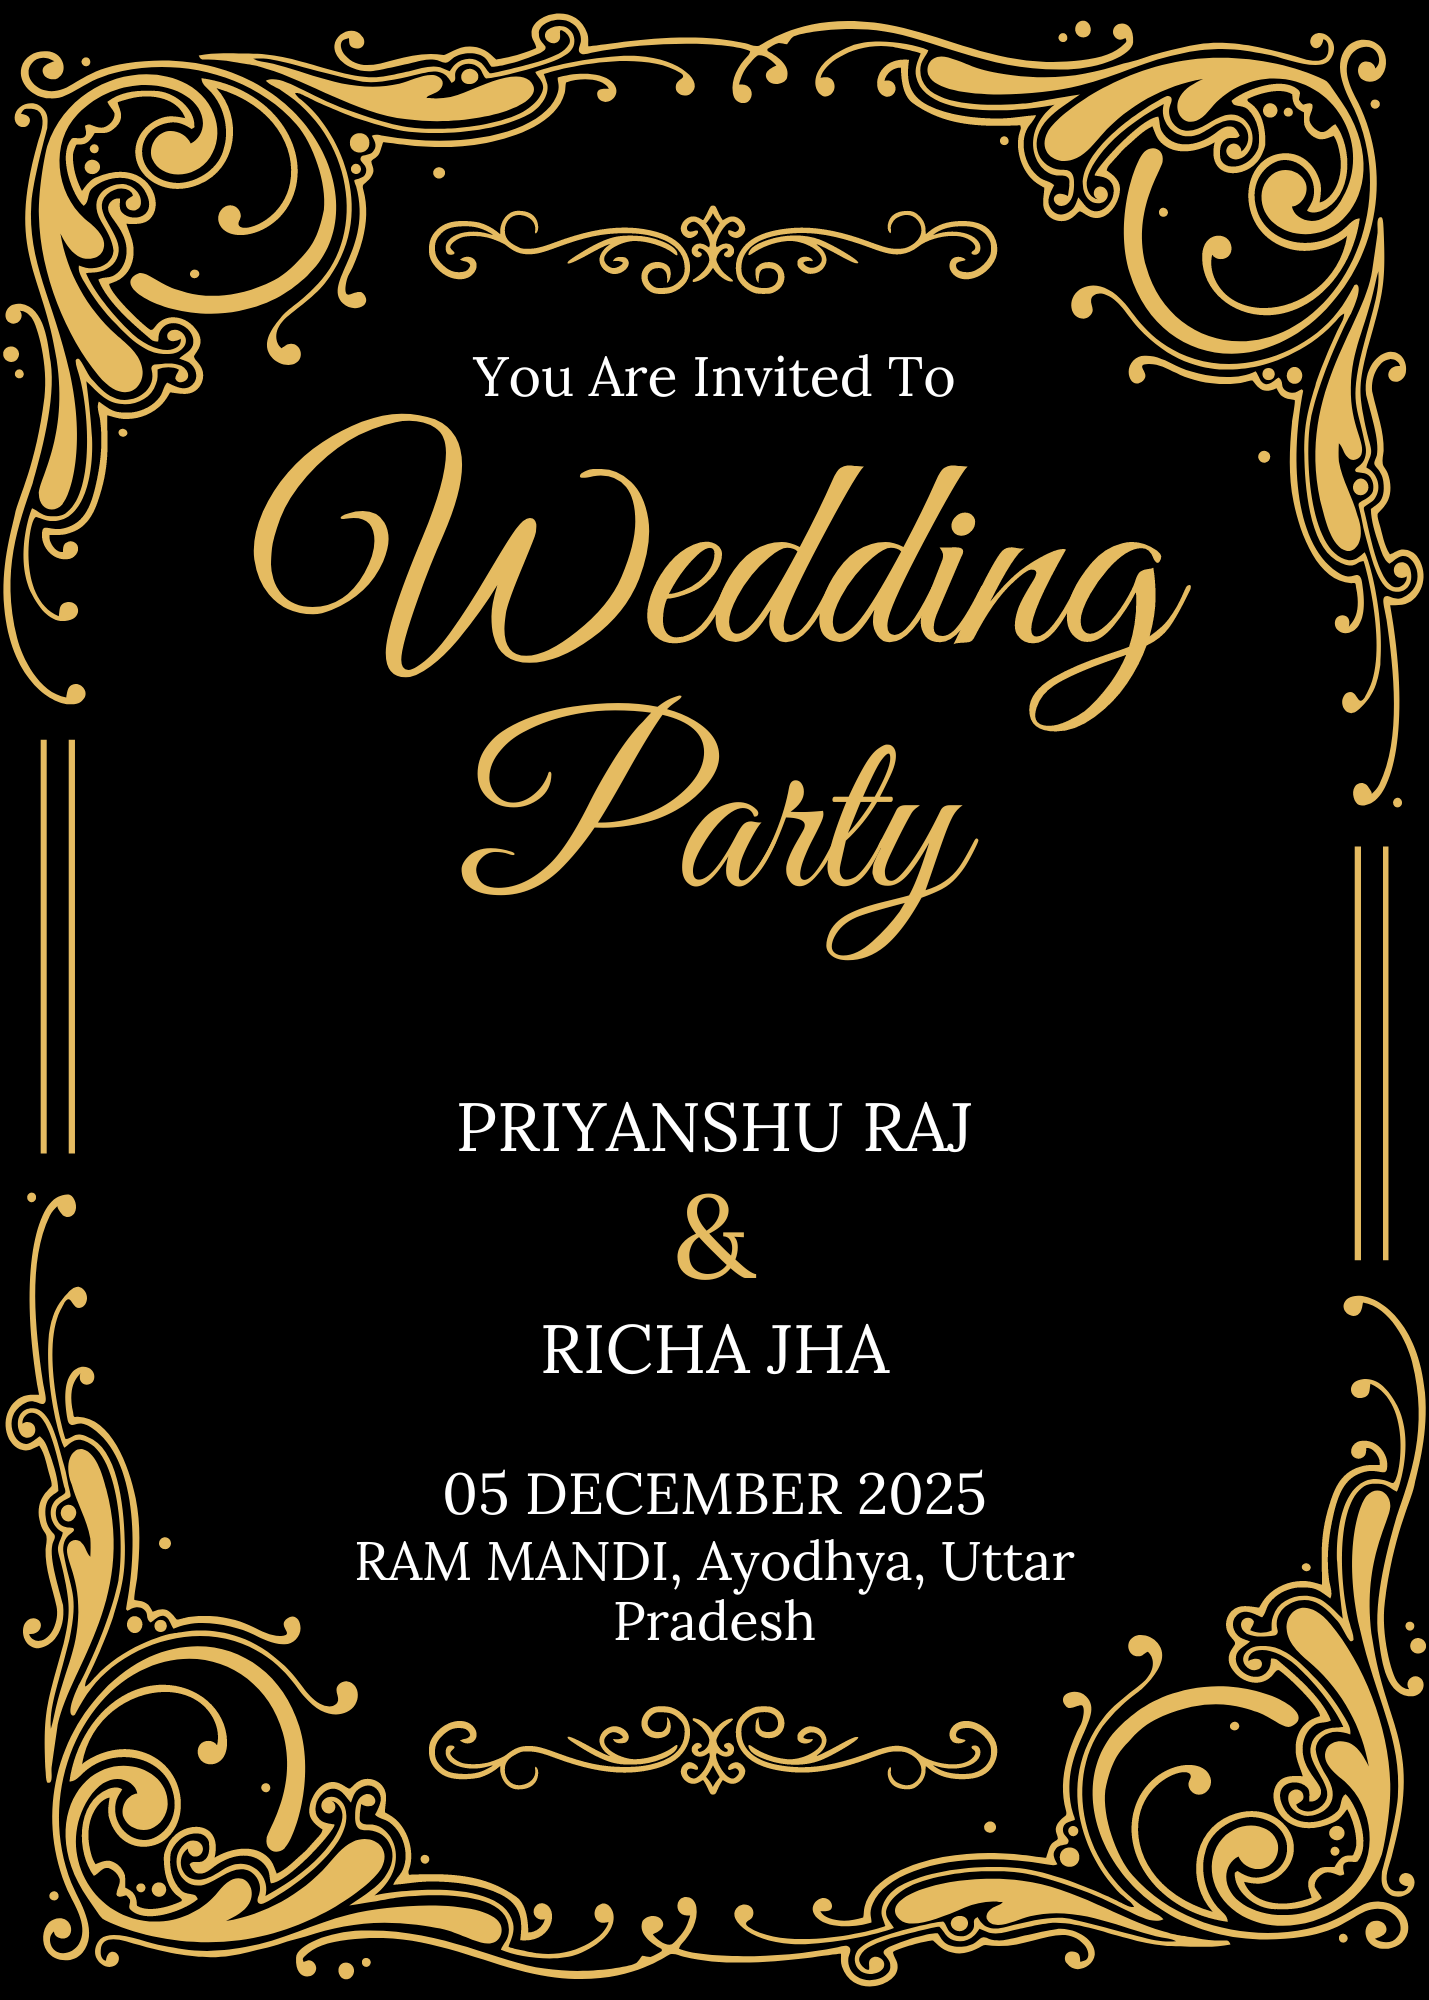 You Are Invited To
Wedding
Party
PRIYANSHU RAJ
&
RICHA JHA
05 DECEMBER 2025
RAM MANDI, Ayodhya, Uttar
Pradesh